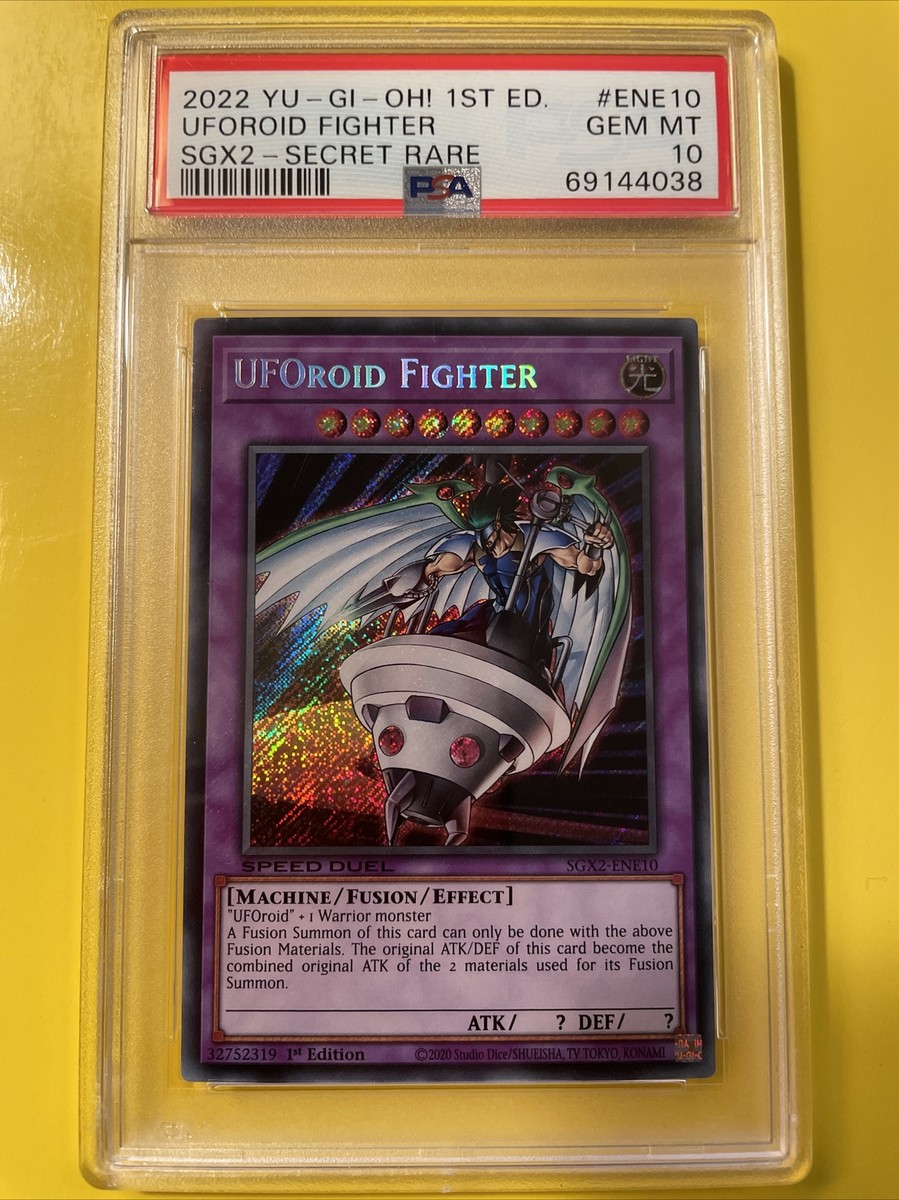 2022 YU-GI-OH! 1ST ED. #ENE10
UFOROID FIGHTER GEM MT
SGX2-SECRET RARE 10
PSA 69144038
UFOROID FIGHTER
LIGHT
光
SPEED DUEL SGX2-ENE10
[MACHINE/FUSION/EFFECT]
"UFOroid" + 1 Warrior monster
A Fusion Summon of this card can only be done with the above
Fusion Materials. The original ATK/DEF of this card become the
combined original ATK of the 2 materials used for its Fusion
Summon.
ATK/ ? DEF/ ?
32752319 1st Edition ©2020 Studio Dice/SHUEISHA, TV TOKYO, KONAMI